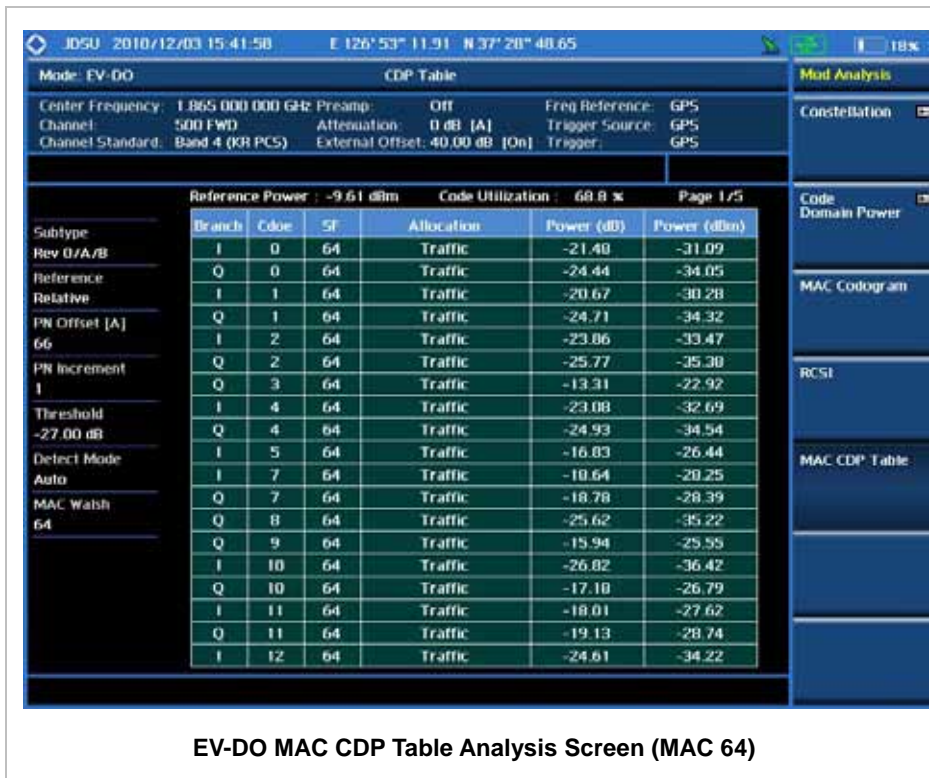 JDSU 2010/12/03 15:41:58 E 126° 53" 11.91 N 37° 28" 48.65 18%
Mode: EV-DO CDP Table Mod Analysis
Center Frequency: 1.865 000 000 GHz Preamp: Off Freq Reference: GPS
Channel: 500 FWD Attenuation: 0 dB [A] Trigger Source: GPS
Channel Standard: Band 4 (KR PCS) External Offset: 40.00 dB [On] Trigger: GPS
Reference Power : -9.61 dBm Code Utilization : 68.8 % Page 1/5
Subtype
Rev 0/A/B
Reference
Relative
PN Offset [A]
66
PN Increment
1
Threshold
-27.00 dB
Detect Mode
Auto
MAC Walsh
64
Branch Cdoe SF Allocation Power (dB) Power (dBm)
I 0 64 Traffic -21.48 -31.09
Q 0 64 Traffic -24.44 -34.05
I 1 64 Traffic -20.67 -30.28
Q 1 64 Traffic -24.71 -34.32
I 2 64 Traffic -23.86 -33.47
Q 2 64 Traffic -25.77 -35.38
Q 3 64 Traffic -13.31 -22.92
I 4 64 Traffic -23.08 -32.69
Q 4 64 Traffic -24.93 -34.54
I 5 64 Traffic -16.83 -26.44
I 7 64 Traffic -18.64 -28.25
Q 7 64 Traffic -18.78 -28.39
Q 8 64 Traffic -25.62 -35.22
Q 9 64 Traffic -15.94 -25.55
I 10 64 Traffic -26.82 -36.42
Q 10 64 Traffic -17.18 -26.79
I 11 64 Traffic -18.01 -27.62
Q 11 64 Traffic -19.13 -28.74
I 12 64 Traffic -24.61 -34.22
Constellation
Code
Domain Power
MAC Codogram
RCSI
MAC CDP Table
EV-DO MAC CDP Table Analysis Screen (MAC 64)